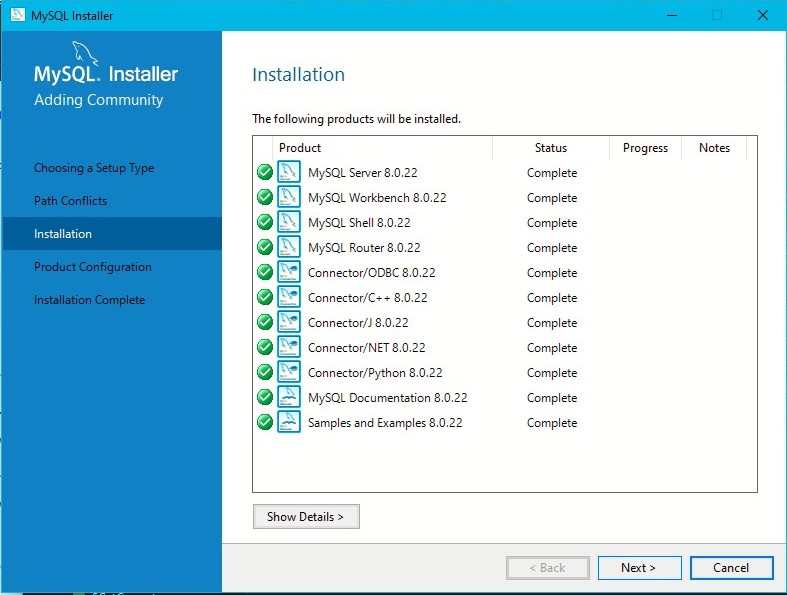 MySQL Installer
MySQL. Installer
Adding Community
Choosing a Setup Type
Path Conflicts
Installation
Product Configuration
Installation Complete
Installation
The following products will be installed.
Product Status Progress Notes
MySQL Server 8.0.22 Complete
MySQL Workbench 8.0.22 Complete
MySQL Shell 8.0.22 Complete
MySQL Router 8.0.22 Complete
Connector/ODBC 8.0.22 Complete
Connector/C++ 8.0.22 Complete
Connector/J 8.0.22 Complete
Connector/NET 8.0.22 Complete
Connector/Python 8.0.22 Complete
MySQL Documentation 8.0.22 Complete
Samples and Examples 8.0.22 Complete
Show Details >
< Back Next > Cancel